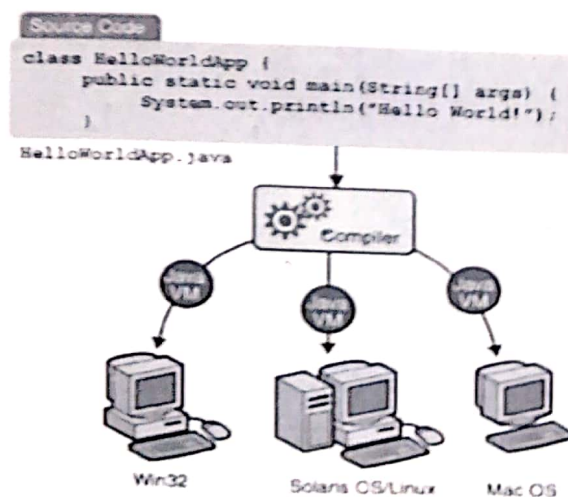 Source Code
class HelloWorldApp {
public static void main(String[] args) {
System.out.println("Hello World!");
}
HelloWorldApp.java
Compiler
Java VM
Java VM
Java VM
Win32
Solaris OS/Linux
Mac OS